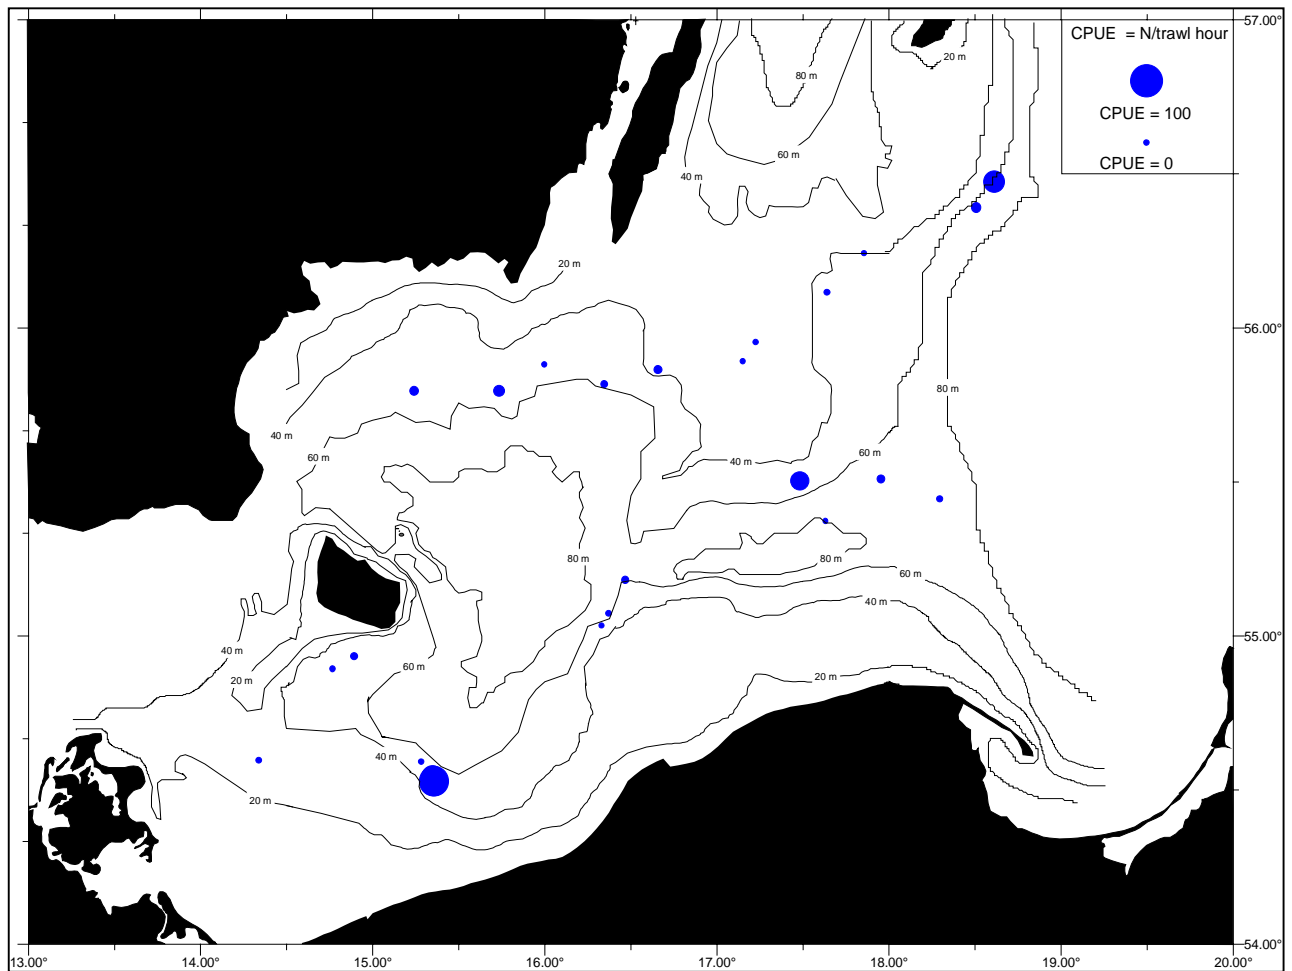 57.00°
CPUE = N/trawl hour
20 m
80 m
CPUE = 100
60 m
CPUE = 0
40 m
20 m
56.00°
80 m
40 m
60 m
60 m
40 m
80 m
80 m
60 m
40 m
55.00°
40 m
60 m
20 m
20 m
40 m
20 m
54.00°
13.00° 14.00° 15.00° 16.00° 17.00° 18.00° 19.00° 20.00°